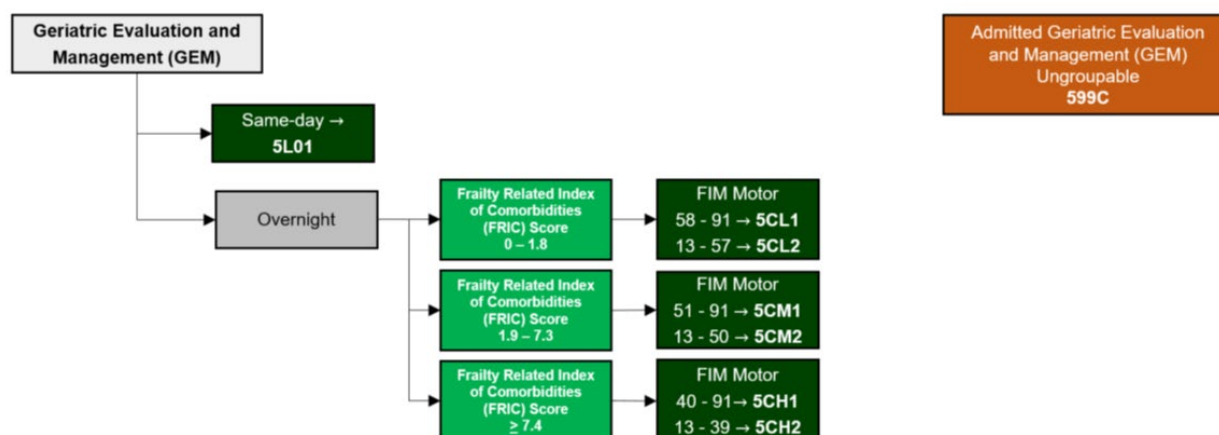 Geriatric Evaluation and
Management (GEM)
Admitted Geriatric Evaluation
and Management (GEM)
Ungroupable
599C
Same-day →
5L01
Overnight
Frailty Related Index
of Comorbidities
(FRIC) Score
0 – 1.8
FIM Motor
58 - 91 → 5CL1
13 - 57 → 5CL2
Frailty Related Index
of Comorbidities
(FRIC) Score
1.9 – 7.3
FIM Motor
51 - 91 → 5CM1
13 - 50 → 5CM2
Frailty Related Index
of Comorbidities
(FRIC) Score
≥ 7.4
FIM Motor
40 - 91→ 5CH1
13 - 39 → 5CH2